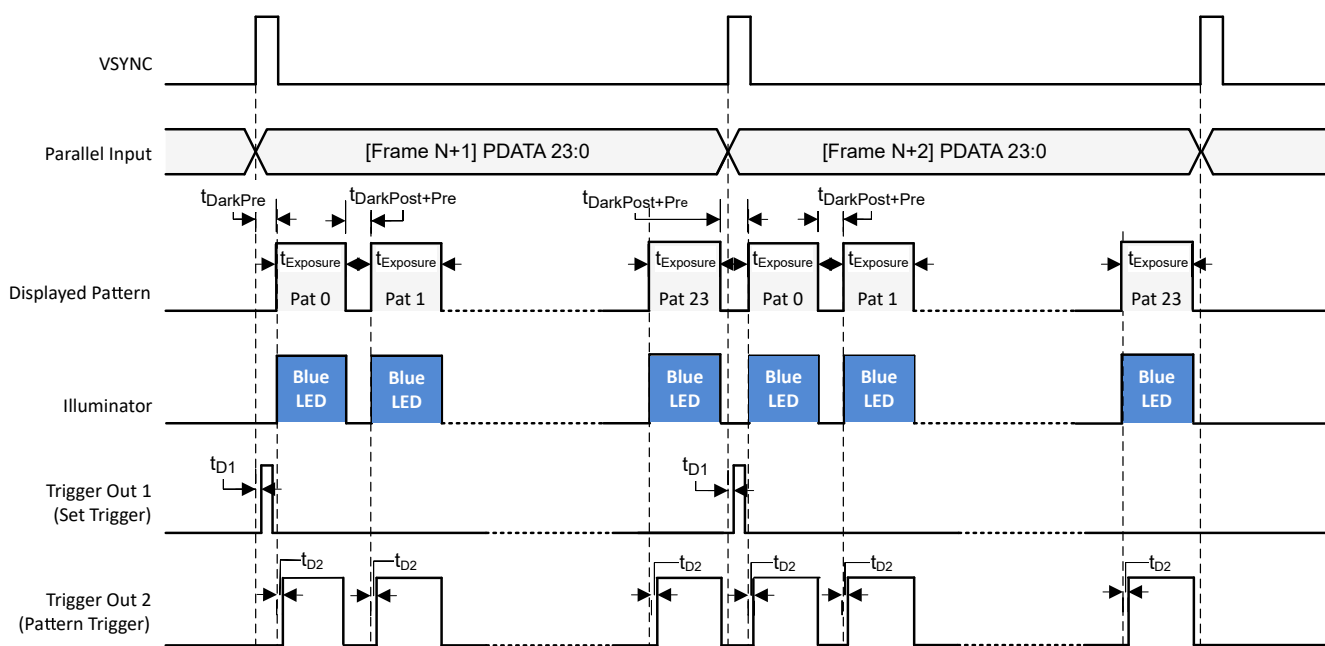 VSYNC
Parallel Input
[Frame N+1] PDATA 23:0
[Frame N+2] PDATA 23:0
tDarkPre
tDarkPost+Pre
tDarkPost+Pre
tDarkPost+Pre
Displayed Pattern
tExposure
Pat 0
tExposure
Pat 1
tExposure
Pat 23
tExposure
Pat 0
tExposure
Pat 1
tExposure
Pat 23
Illuminator
Blue
LED
Blue
LED
Blue
LED
Blue
LED
Blue
LED
Blue
LED
Trigger Out 1
(Set Trigger)
tD1
tD1
Trigger Out 2
(Pattern Trigger)
tD2
tD2
tD2
tD2
tD2
tD2